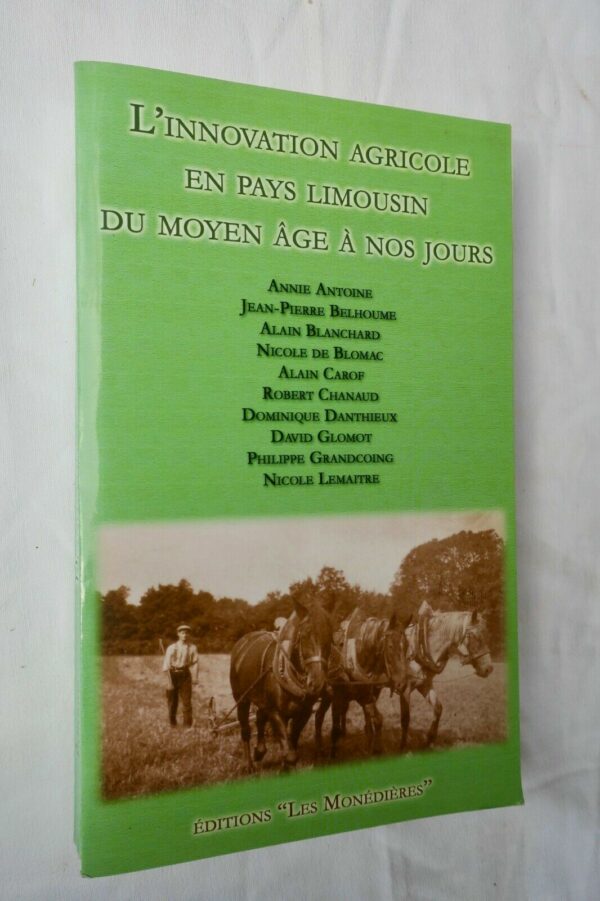 L'INNOVATION AGRICOLE
EN PAYS LIMOUSIN
DU MOYEN ÂGE À NOS JOURS
ANNIE ANTOINE
JEAN-PIERRE BELHOUME
ALAIN BLANCHARD
NICOLE DE BLOMAC
ALAIN CAROF
ROBERT CHANAUD
DOMINIQUE DANTHIEUX
DAVID GLOMOT
PHILIPPE GRANDCOING
NICOLE LEMAITRE
ÉDITIONS "LES MONÉDIÈRES"